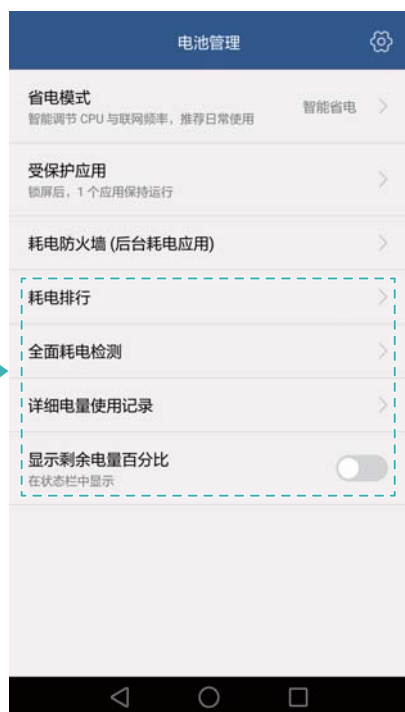 电池管理
省电模式
智能调节 CPU 与联网频率，推荐日常使用
智能省电
受保护应用
锁屏后，1 个应用保持运行
耗电防火墙 (后台耗电应用)
耗电排行
全面耗电检测
详细电量使用记录
显示剩余电量百分比
在状态栏中显示